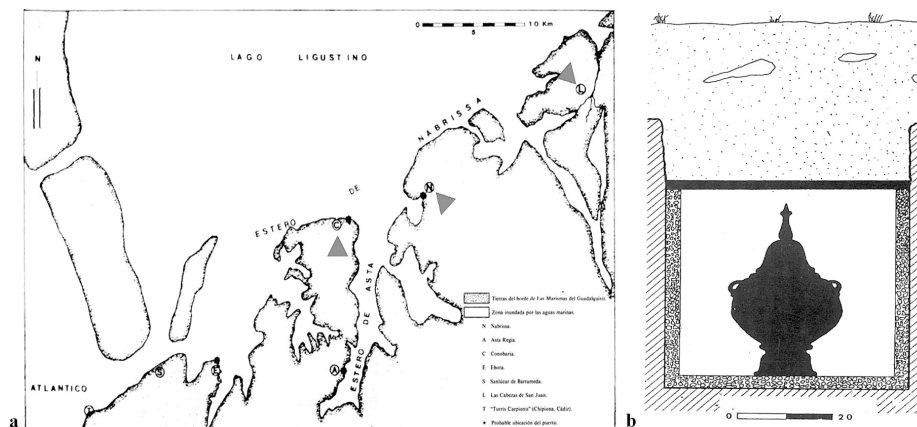 0 10 Km
5
N
LAGO LIGUSTINO
L
NABRISSA
N
ESTERO DE
C
ESTERO DE ASTA
A
S
E
T
ATLANTICO
Tierras del borde de Las Marismas del Guadalquivir.
Zona inundada por las aguas marinas.
N Nabrissa.
A Asta Regia.
C Conobaria.
E Ebora.
S Sanlúcar de Barrameda.
L Las Cabezas de San Juan.
T "Turris Caepiona" (Chipiona, Cádiz).
Probable ubicación del puerto.
a
0 20
b